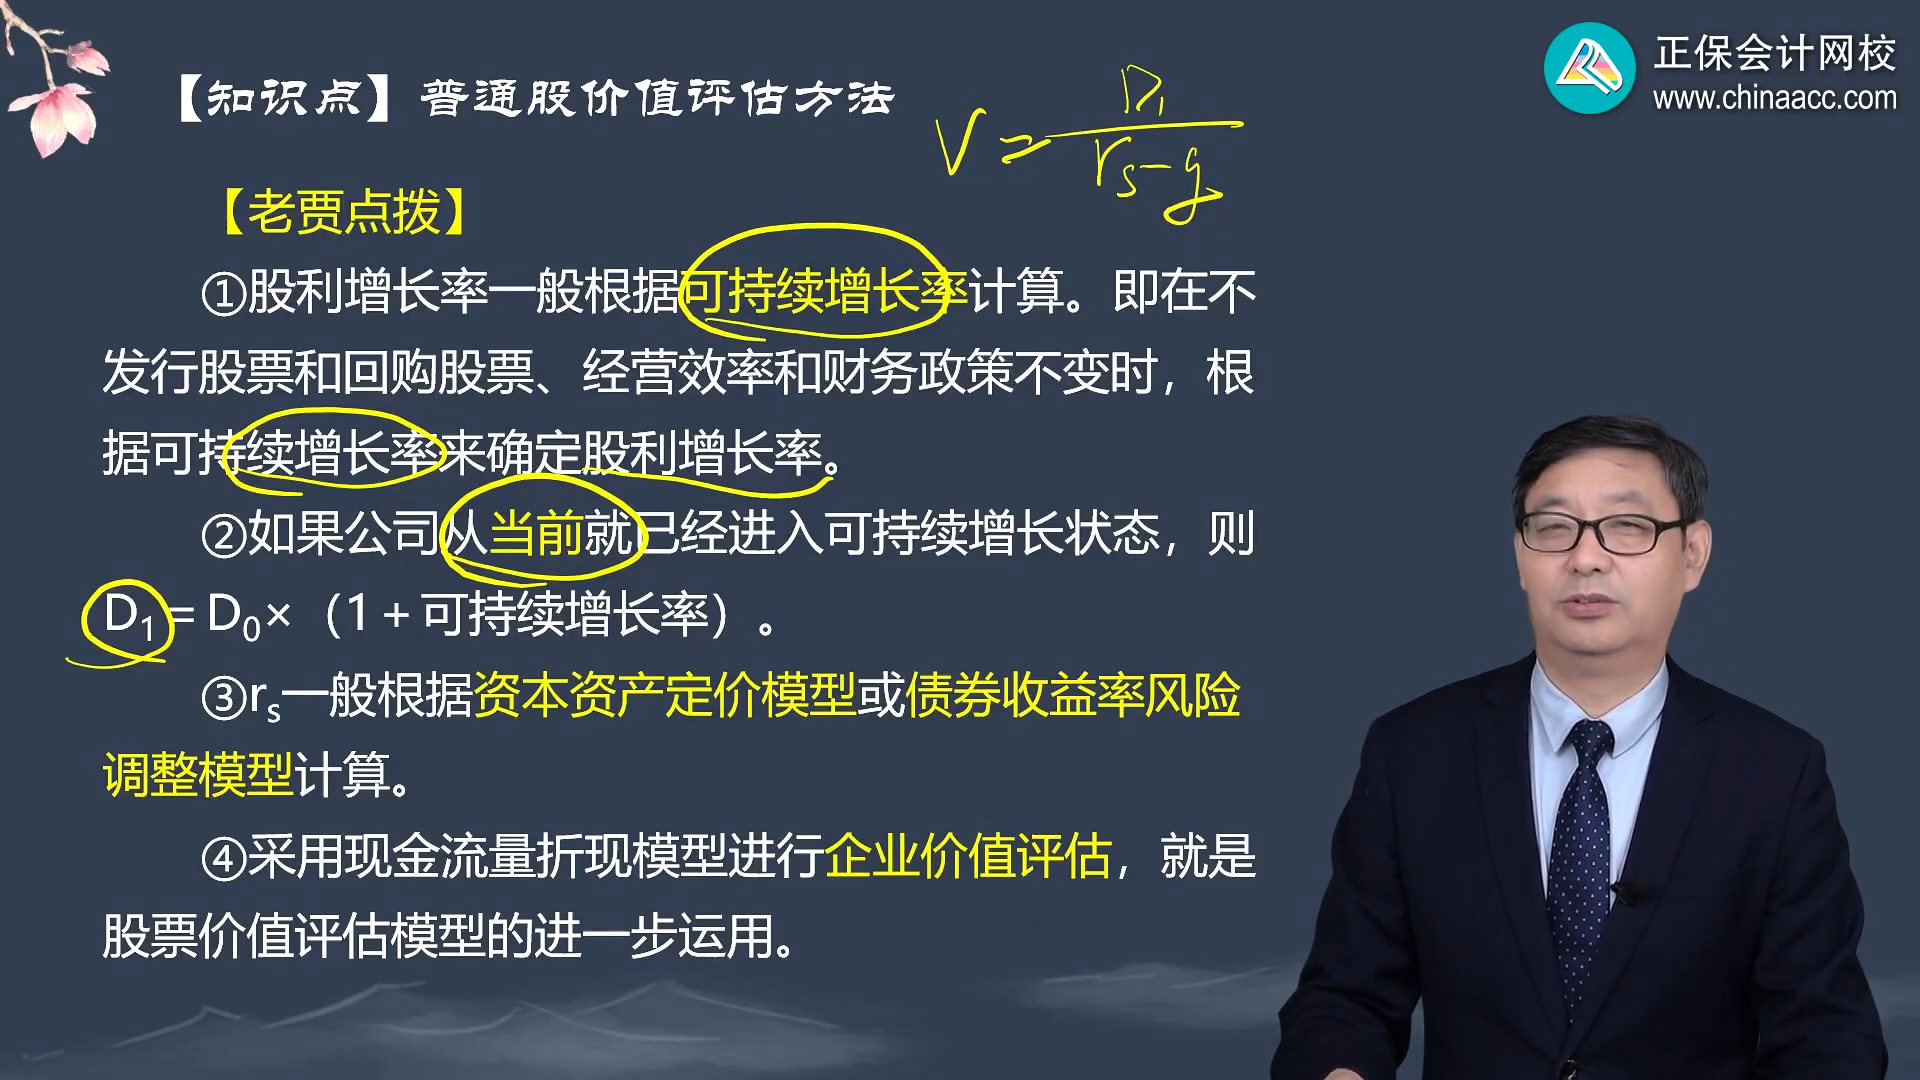 正保会计网校
www.chinaacc.com
【知识点】普通股价值评估方法
V = D₁ / (rₛ - g)
【老贾点拨】
①股利增长率一般根据可持续增长率计算。即在不
发行股票和回购股票、经营效率和财务政策不变时，根
据可持续增长率来确定股利增长率。
②如果公司从当前就已经进入可持续增长状态，则
D₁＝D₀×（1＋可持续增长率）。
③rₛ一般根据资本资产定价模型或债券收益率风险
调整模型计算。
④采用现金流量折现模型进行企业价值评估，就是
股票价值评估模型的进一步运用。